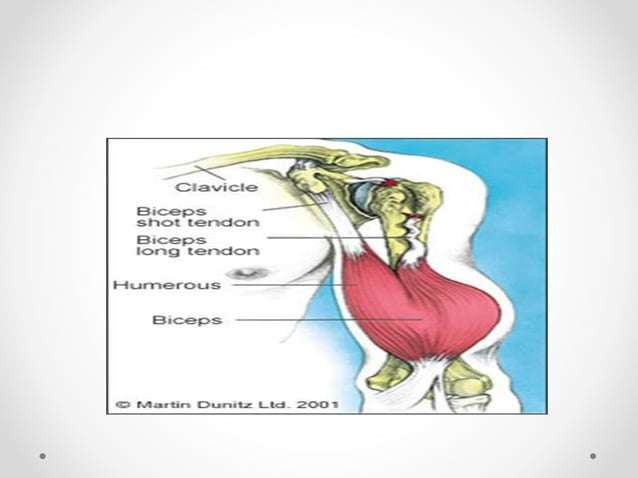 Clavicle
Biceps
shot tendon
Biceps
long tendon
Humerous
Biceps
© Martin Dunitz Ltd. 2001